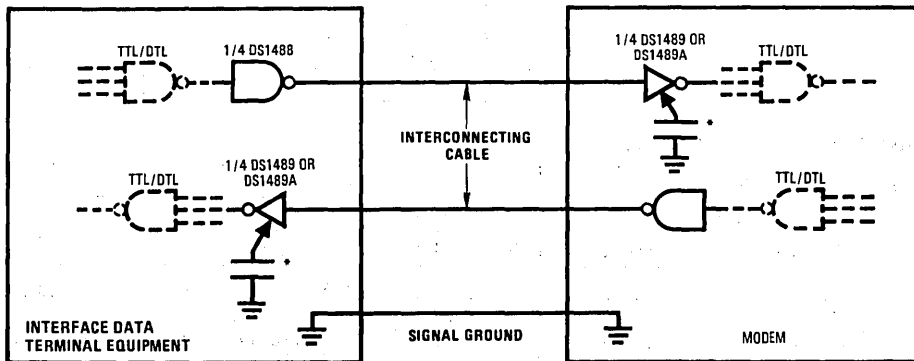 TTL/DTL
1/4 DS1488
1/4 DS1489 OR
DS1489A
TTL/DTL
*
INTERCONNECTING
CABLE
1/4 DS1489 OR
DS1489A
TTL/DTL
*
TTL/DTL
INTERFACE DATA
TERMINAL EQUIPMENT
SIGNAL GROUND
MODEM